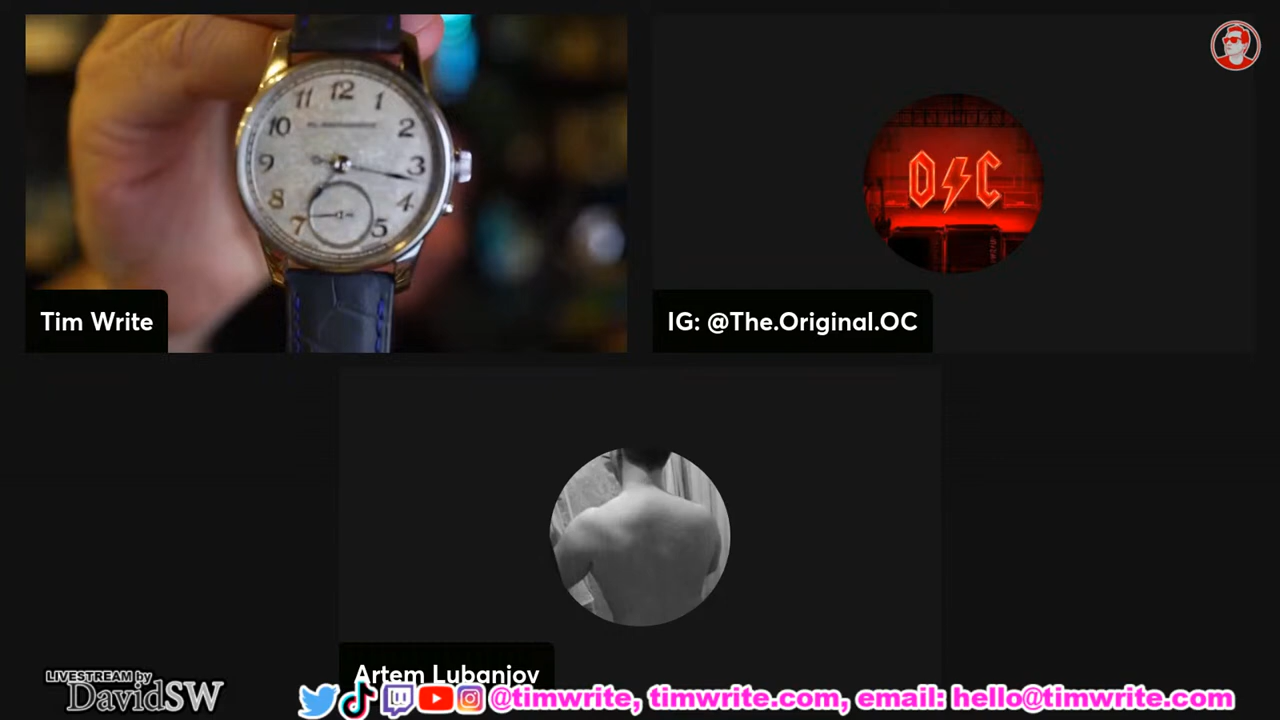 12
11
1
10
2
9
3
8
4
7
5
Tim Write
O C
IG: @The.Original.OC
Artem Lubanjov
LIVESTREAM by
DavidSW
@timwrite, timwrite.com, email: hello@timwrite.com